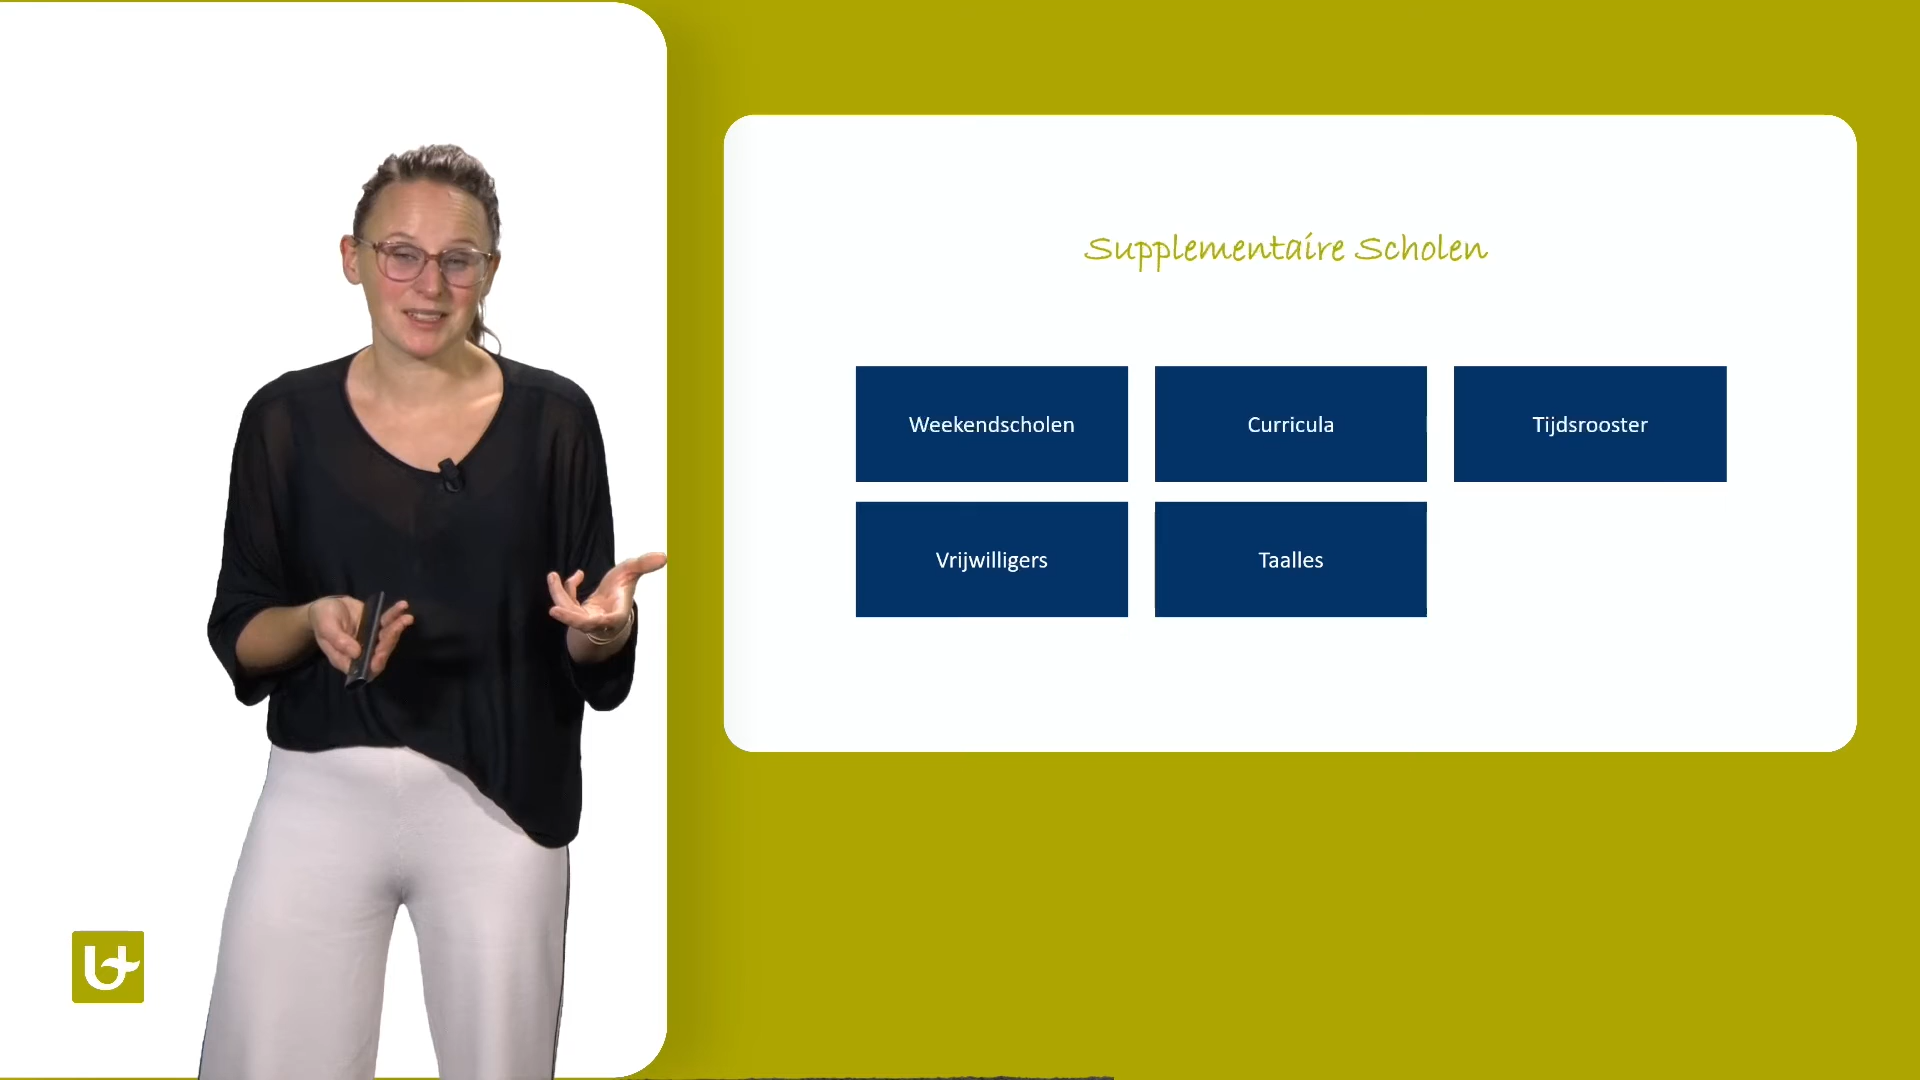 Supplementaire Scholen
Weekendscholen
Curricula
Tijdsrooster
Vrijwilligers
Taalles